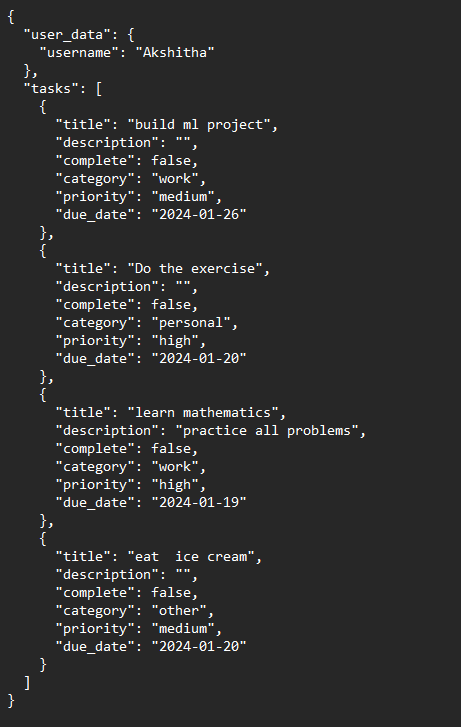 {
  "user_data": {
    "username": "Akshitha"
  },
  "tasks": [
    {
      "title": "build ml project",
      "description": "",
      "complete": false,
      "category": "work",
      "priority": "medium",
      "due_date": "2024-01-26"
    },
    {
      "title": "Do the exercise",
      "description": "",
      "complete": false,
      "category": "personal",
      "priority": "high",
      "due_date": "2024-01-20"
    },
    {
      "title": "learn mathematics",
      "description": "practice all problems",
      "complete": false,
      "category": "work",
      "priority": "high",
      "due_date": "2024-01-19"
    },
    {
      "title": "eat  ice cream",
      "description": "",
      "complete": false,
      "category": "other",
      "priority": "medium",
      "due_date": "2024-01-20"
    }
  ]
}